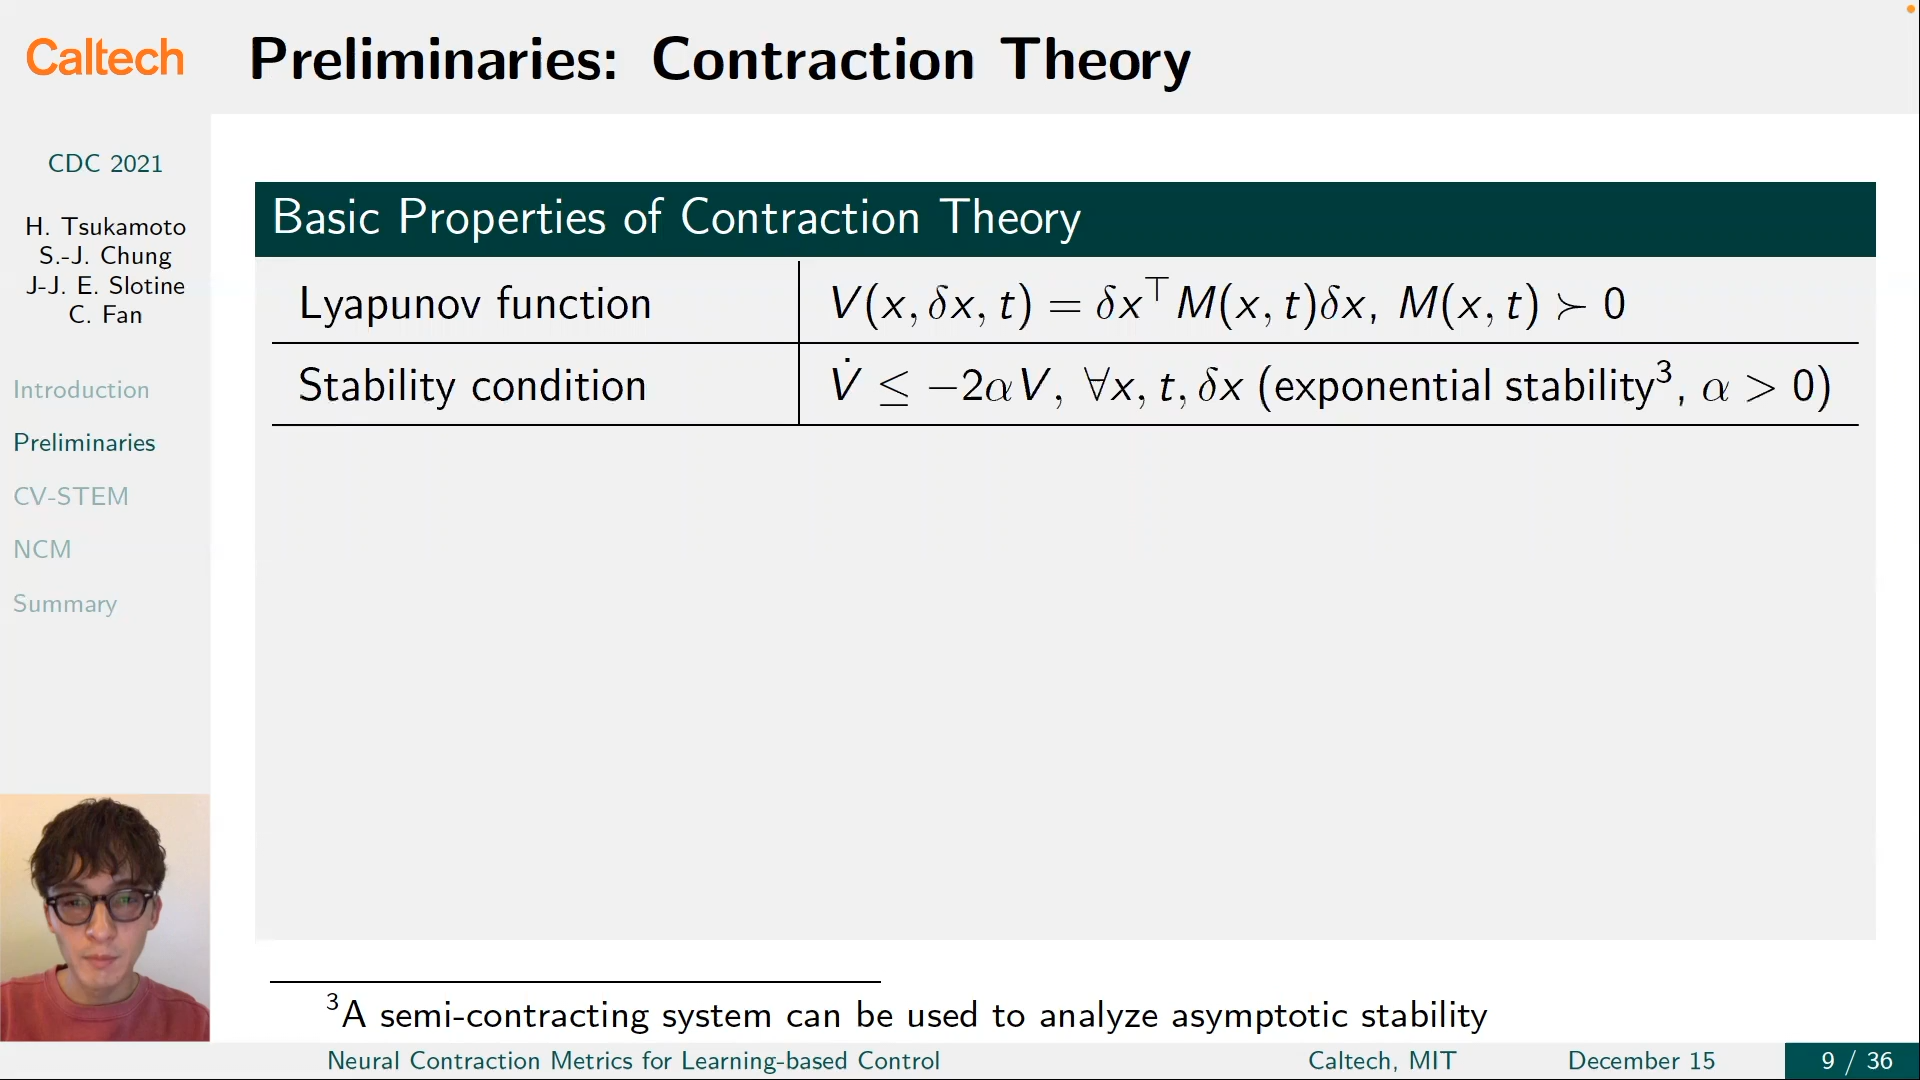 Caltech
Preliminaries: Contraction Theory
CDC 2021
H. Tsukamoto
S.-J. Chung
J-J. E. Slotine
C. Fan
Introduction
Preliminaries
CV-STEM
NCM
Summary
Basic Properties of Contraction Theory
Lyapunov function V(x, δx, t) = δx⊤M(x, t)δx, M(x, t) ≻ 0
Stability condition V̇ ≤ −2αV, ∀x, t, δx (exponential stability³, α > 0)
³A semi-contracting system can be used to analyze asymptotic stability
Neural Contraction Metrics for Learning-based Control Caltech, MIT December 15 9 / 36